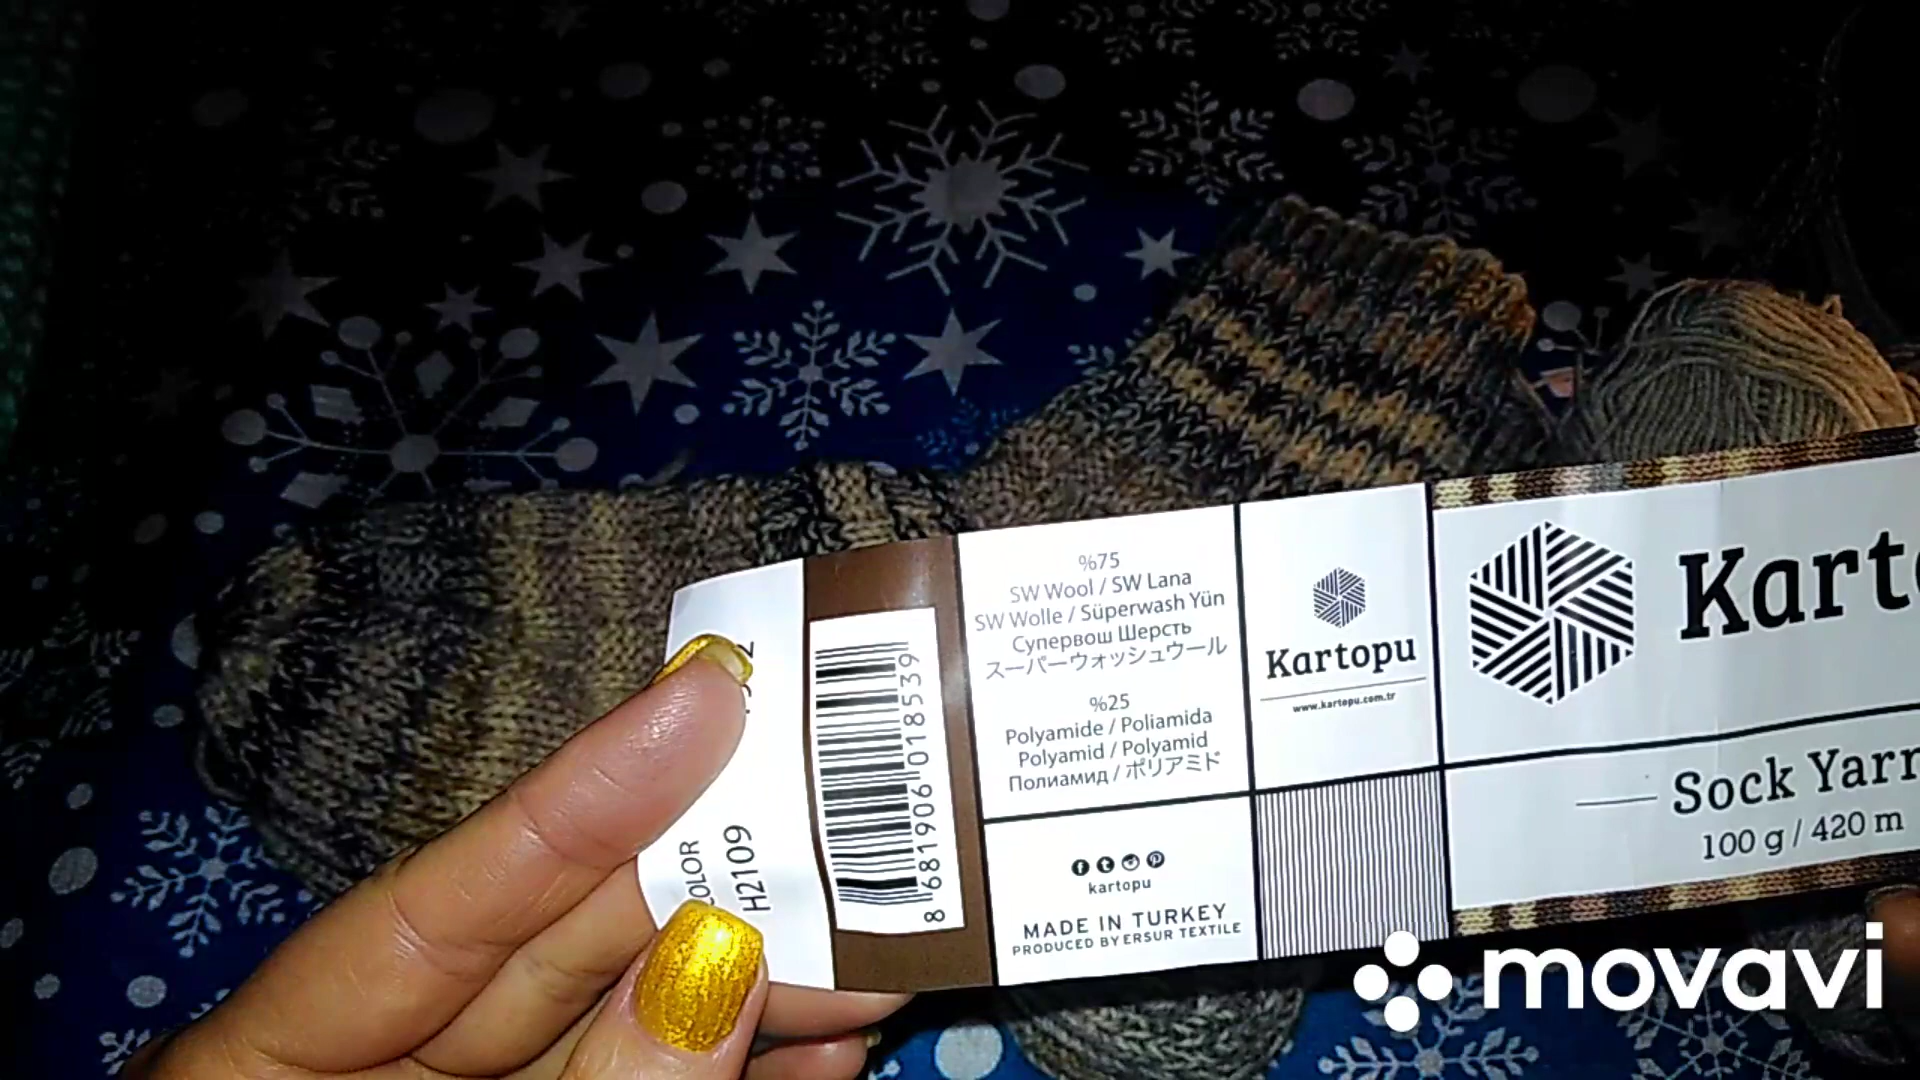 COLOR
H2109
8 681906 018539
%75
SW Wool / SW Lana
SW Wolle / Süperwash Yün
Супервош Шерсть
スーパーウォッシュウール
%25
Polyamide / Poliamida
Polyamid / Polyamid
Полиамид / ポリアミド
kartopu
MADE IN TURKEY
PRODUCED BY ERSUR TEXTILE
Kartopu
www.kartopu.com.tr
Sock Yarn
100 g / 420 m
movavi